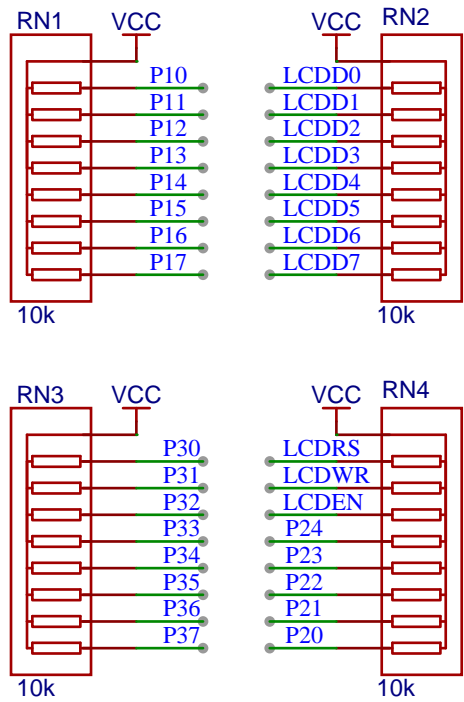 RN1 VCC
P10
P11
P12
P13
P14
P15
P16
P17
10k
VCC RN2
LCDD0
LCDD1
LCDD2
LCDD3
LCDD4
LCDD5
LCDD6
LCDD7
10k
RN3 VCC
P30
P31
P32
P33
P34
P35
P36
P37
10k
VCC RN4
LCDRS
LCDWR
LCDEN
P24
P23
P22
P21
P20
10k